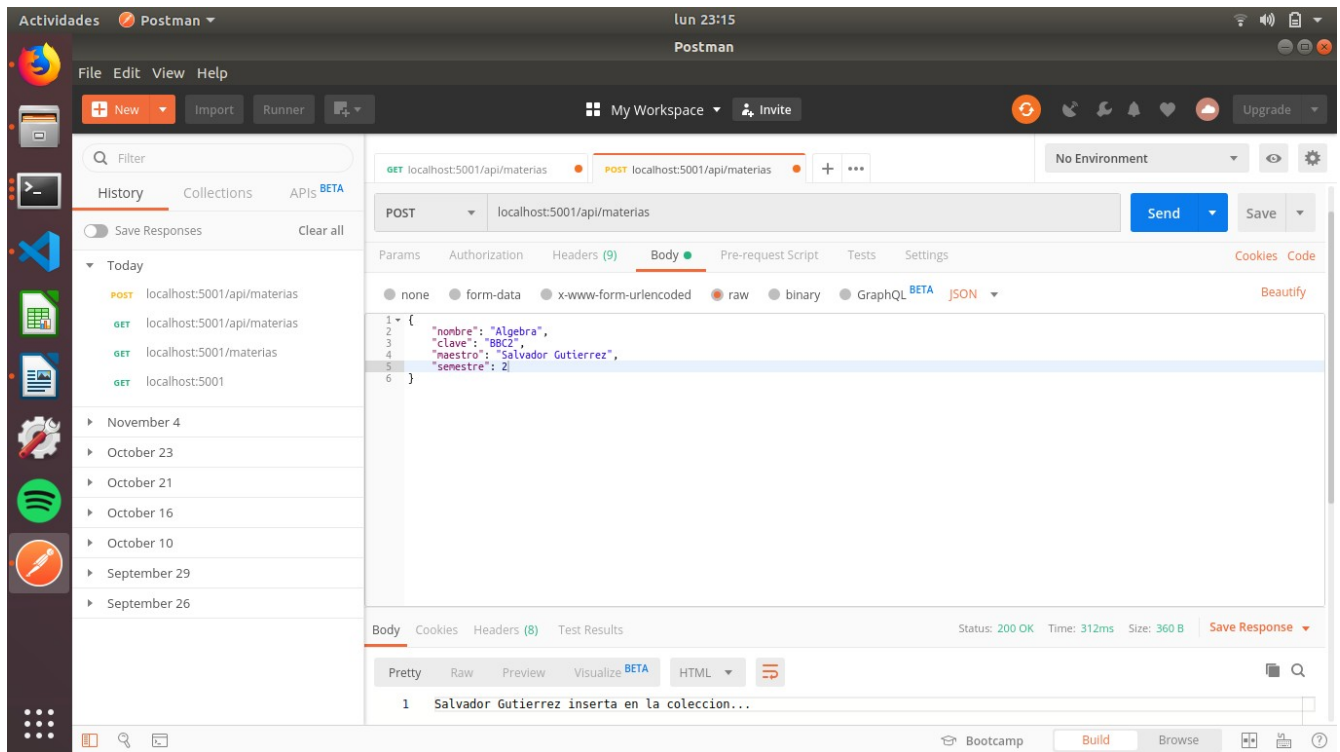 Actividades Postman lun 23:15
Postman
File Edit View Help
New Import Runner My Workspace Invite Upgrade
Filter
History Collections APIs BETA
Save Responses Clear all
Today
POST localhost:5001/api/materias
GET localhost:5001/api/materias
GET localhost:5001/materias
GET localhost:5001
November 4
October 23
October 21
October 16
October 10
September 29
September 26
GET localhost:5001/api/materias POST localhost:5001/api/materias + ••• No Environment
POST localhost:5001/api/materias Send Save
Params Authorization Headers (9) Body Pre-request Script Tests Settings Cookies Code
none form-data x-www-form-urlencoded raw binary GraphQL BETA JSON Beautify
1 {
2 "nombre": "Algebra",
3 "clave": "BBC2",
4 "maestro": "Salvador Gutierrez",
5 "semestre": 2
6 }
Body Cookies Headers (8) Test Results Status: 200 OK Time: 312ms Size: 360 B Save Response
Pretty Raw Preview Visualize BETA HTML
1 Salvador Gutierrez inserta en la coleccion...
Bootcamp Build Browse